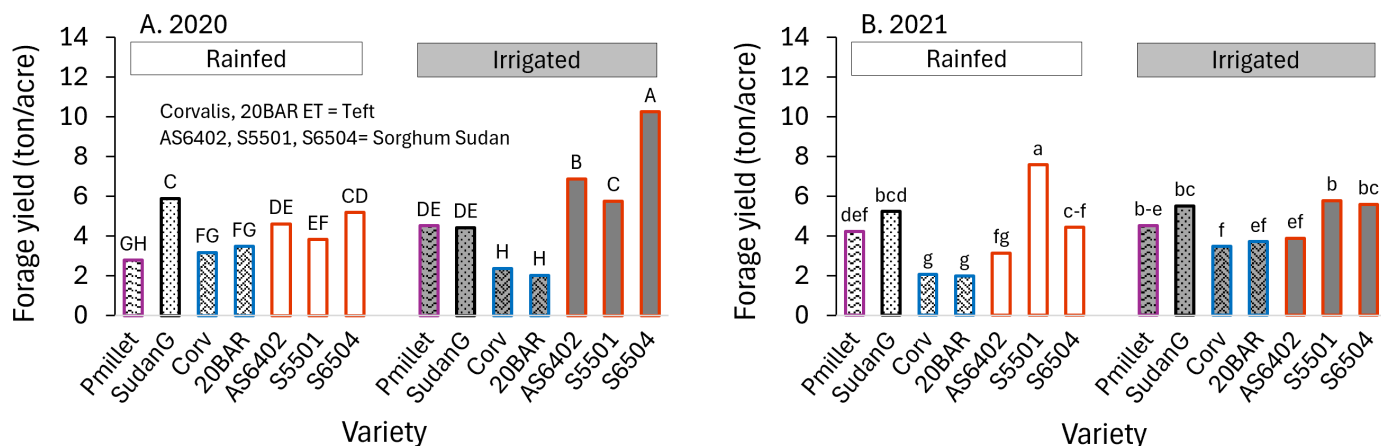 A. 2020
Forage yield (ton/acre)
14
12
10
8
6
4
2
0
Rainfed
Irrigated
Corvalis, 20BAR ET = Teft
AS6402, S5501, S6504= Sorghum Sudan
GH
C
FG
FG
DE
EF
CD
DE
DE
H
H
B
C
A
Pmillet
SudanG
Corv
20BAR
AS6402
S5501
S6504
Pmillet
SudanG
Corv
20BAR
AS6402
S5501
S6504
Variety
B. 2021
Forage yield (ton/acre)
14
12
10
8
6
4
2
0
Rainfed
Irrigated
def
bcd
g
g
fg
a
c-f
b-e
bc
f
ef
ef
b
bc
Pmillet
SudanG
Corv
20BAR
AS6402
S5501
S6504
Pmillet
SudanG
Corv
20BAR
AS6402
S5501
S6504
Variety